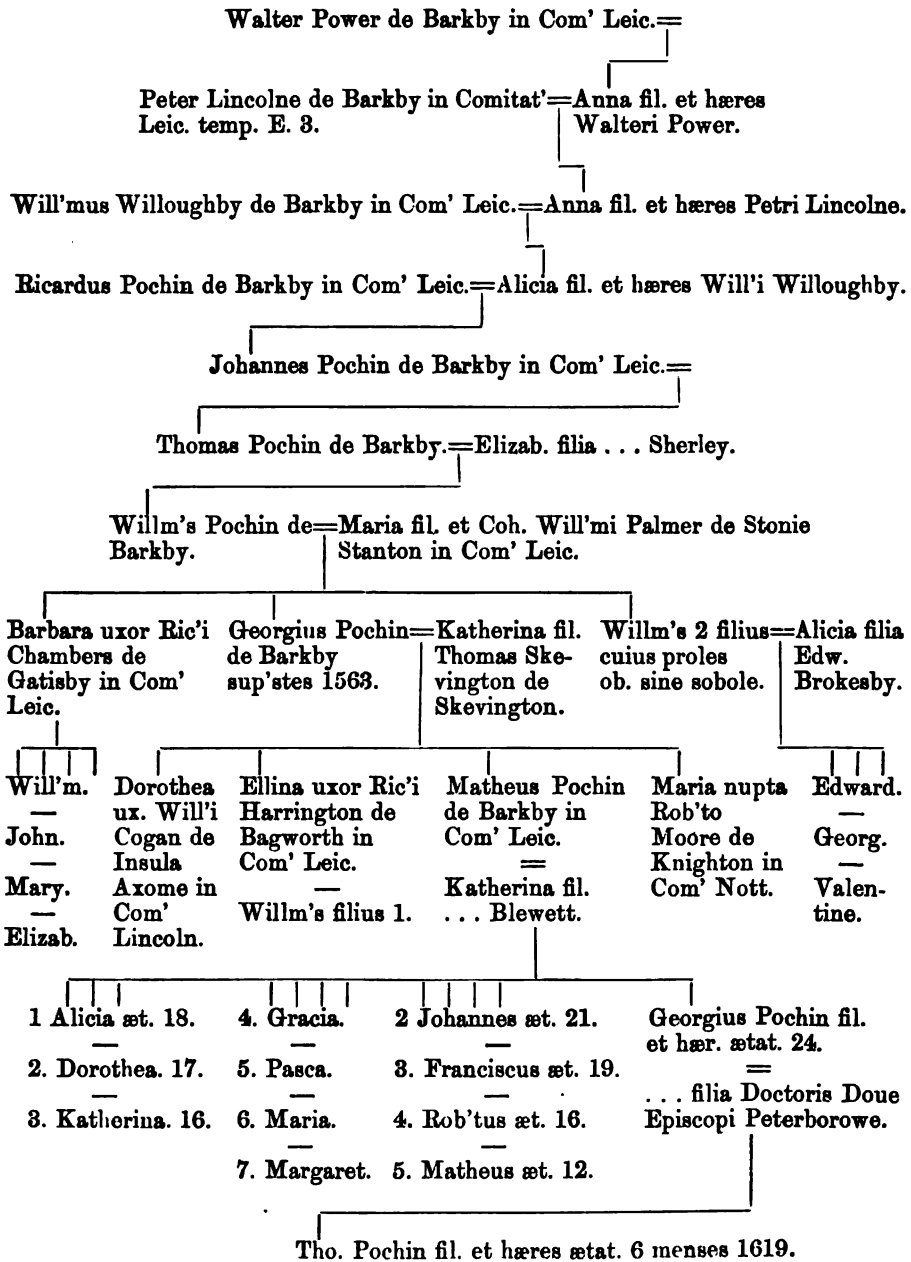 Walter Power de Barkby in Com' Leic.=
Peter Lincolne de Barkby in Comitat'=Anna fil. et hæres
Leic. temp. E. 3. Walteri Power.
Will'mus Willoughby de Barkby in Com' Leic.=Anna fil. et hæres Petri Lincolne.
Ricardus Pochin de Barkby in Com' Leic.=Alicia fil. et hæres Will'i Willoughby.
Johannes Pochin de Barkby in Com' Leic.=
Thomas Pochin de Barkby.=Elizab. filia . . . Sherley.
Willm's Pochin de=Maria fil. et Coh. Will'mi Palmer de Stonie
Barkby. Stanton in Com' Leic.
Barbara uxor Ric'i
Chambers de
Gatisby in Com'
Leic.
Georgius Pochin=
de Barkby
sup'stes 1563.
Katherina fil.
Thomas Ske-
vington de
Skevington.
Willm's 2 filius=
cuius proles
ob. sine sobole.
Alicia filia
Edw.
Brokesby.
Will'm.
—
John.
—
Mary.
—
Elizab.
Dorothea
ux. Will'i
Cogan de
Insula
Axome in
Com'
Lincoln.
Ellina uxor Ric'i
Harrington de
Bagworth in
Com' Leic.
—
Willm's filius 1.
Matheus Pochin
de Barkby in
Com' Leic.
=
Katherina fil.
. . . Blewett.
Maria nupta
Rob'to
Moore de
Knighton in
Com' Nott.
Edward.
—
Georg.
—
Valen-
tine.
1 Alicia æt. 18.
—
2. Dorothea. 17.
—
3. Katherina. 16.
4. Gracia.
—
5. Pasca.
—
6. Maria.
—
7. Margaret.
2 Johannes æt. 21.
—
3. Franciscus æt. 19.
—
4. Rob'tus æt. 16.
—
5. Matheus æt. 12.
Georgius Pochin fil.
et hær. ætat. 24.
=
. . . filia Doctoris Doue
Episcopi Peterborowe.
Tho. Pochin fil. et hæres ætat. 6 menses 1619.